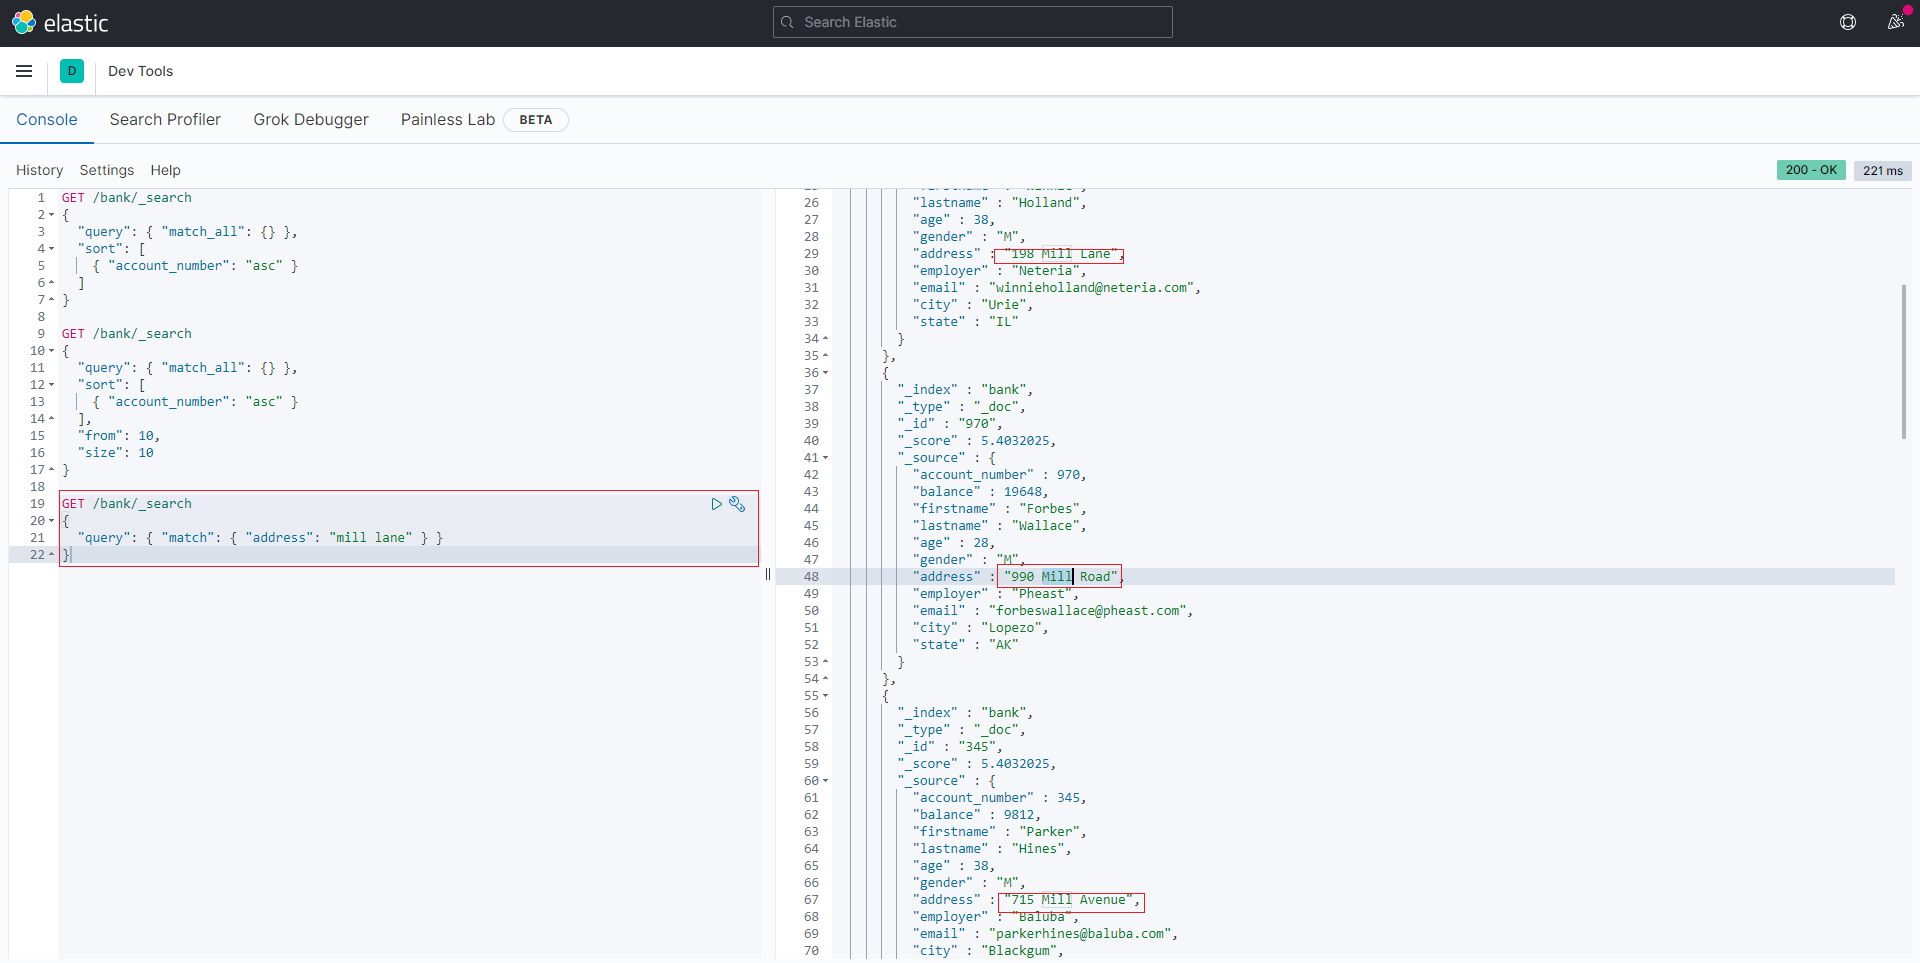 elastic
Search Elastic
D
Dev Tools
Console Search Profiler Grok Debugger Painless Lab BETA
History Settings Help
200 - OK 221 ms
1 GET /bank/_search
2 {
3 "query": { "match_all": {} },
4 "sort": [
5 { "account_number": "asc" }
6 ]
7 }
8
9 GET /bank/_search
10 {
11 "query": { "match_all": {} },
12 "sort": [
13 { "account_number": "asc" }
14 ],
15 "from": 10,
16 "size": 10
17 }
18
19 GET /bank/_search
20 {
21 "query": { "match": { "address": "mill lane" } }
22 }
26 "lastname" : "Holland",
27 "age" : 38,
28 "gender" : "M",
29 "address" : "198 Mill Lane",
30 "employer" : "Neteria",
31 "email" : "winnieholland@neteria.com",
32 "city" : "Urie",
33 "state" : "IL"
34 }
35 },
36 {
37 "_index" : "bank",
38 "_type" : "_doc",
39 "_id" : "970",
40 "_score" : 5.4032025,
41 "_source" : {
42 "account_number" : 970,
43 "balance" : 19648,
44 "firstname" : "Forbes",
45 "lastname" : "Wallace",
46 "age" : 28,
47 "gender" : "M",
48 "address" : "990 Mill Road",
49 "employer" : "Pheast",
50 "email" : "forbeswallace@pheast.com",
51 "city" : "Lopezo",
52 "state" : "AK"
53 }
54 },
55 {
56 "_index" : "bank",
57 "_type" : "_doc",
58 "_id" : "345",
59 "_score" : 5.4032025,
60 "_source" : {
61 "account_number" : 345,
62 "balance" : 9812,
63 "firstname" : "Parker",
64 "lastname" : "Hines",
65 "age" : 38,
66 "gender" : "M",
67 "address" : "715 Mill Avenue",
68 "employer" : "Baluba",
69 "email" : "parkerhines@baluba.com",
70 "city" : "Blackgum",